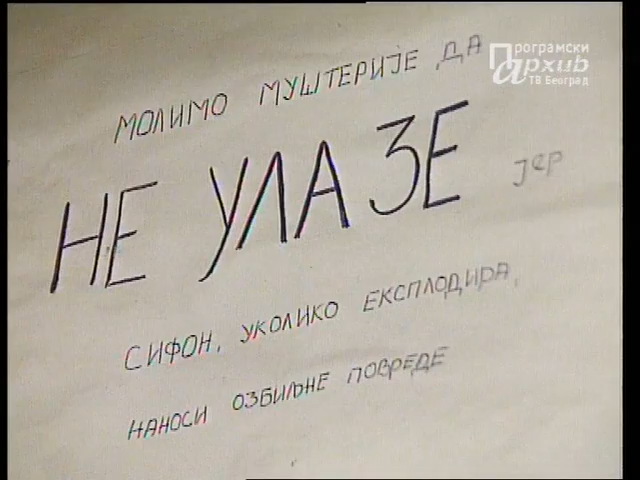 Програмски
архив
ТВ Београд
МОЛИМО МУШТЕРИЈЕ ДА
НЕ УЛАЗЕ ЈЕР
СИФОН, УКОЛИКО ЕКСПЛОДИРА,
НАНОСИ ОЗБИЉНЕ ПОВРЕДЕ